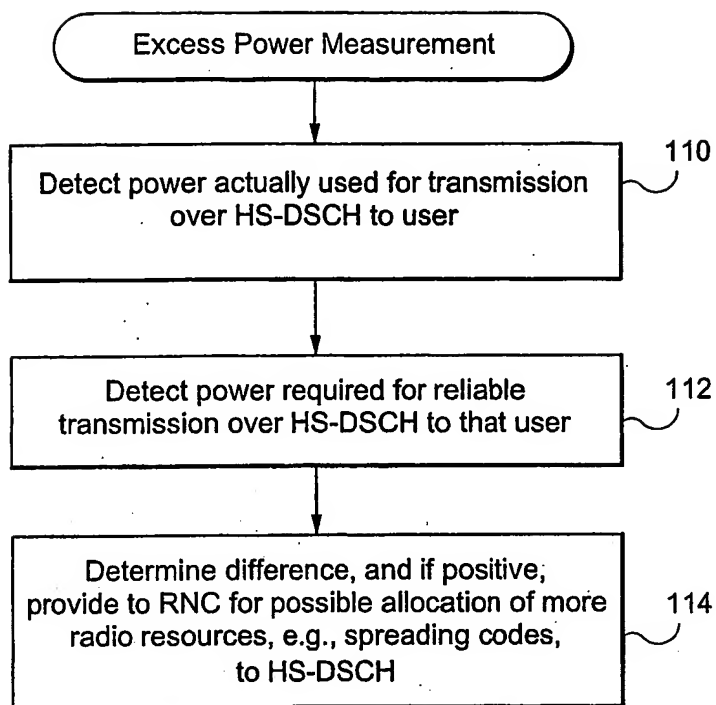 Excess Power Measurement
110
Detect power actually used for transmission
over HS-DSCH to user
112
Detect power required for reliable
transmission over HS-DSCH to that user
Determine difference, and if positive,
provide to RNC for possible allocation of more
radio resources, e.g., spreading codes,
to HS-DSCH
114